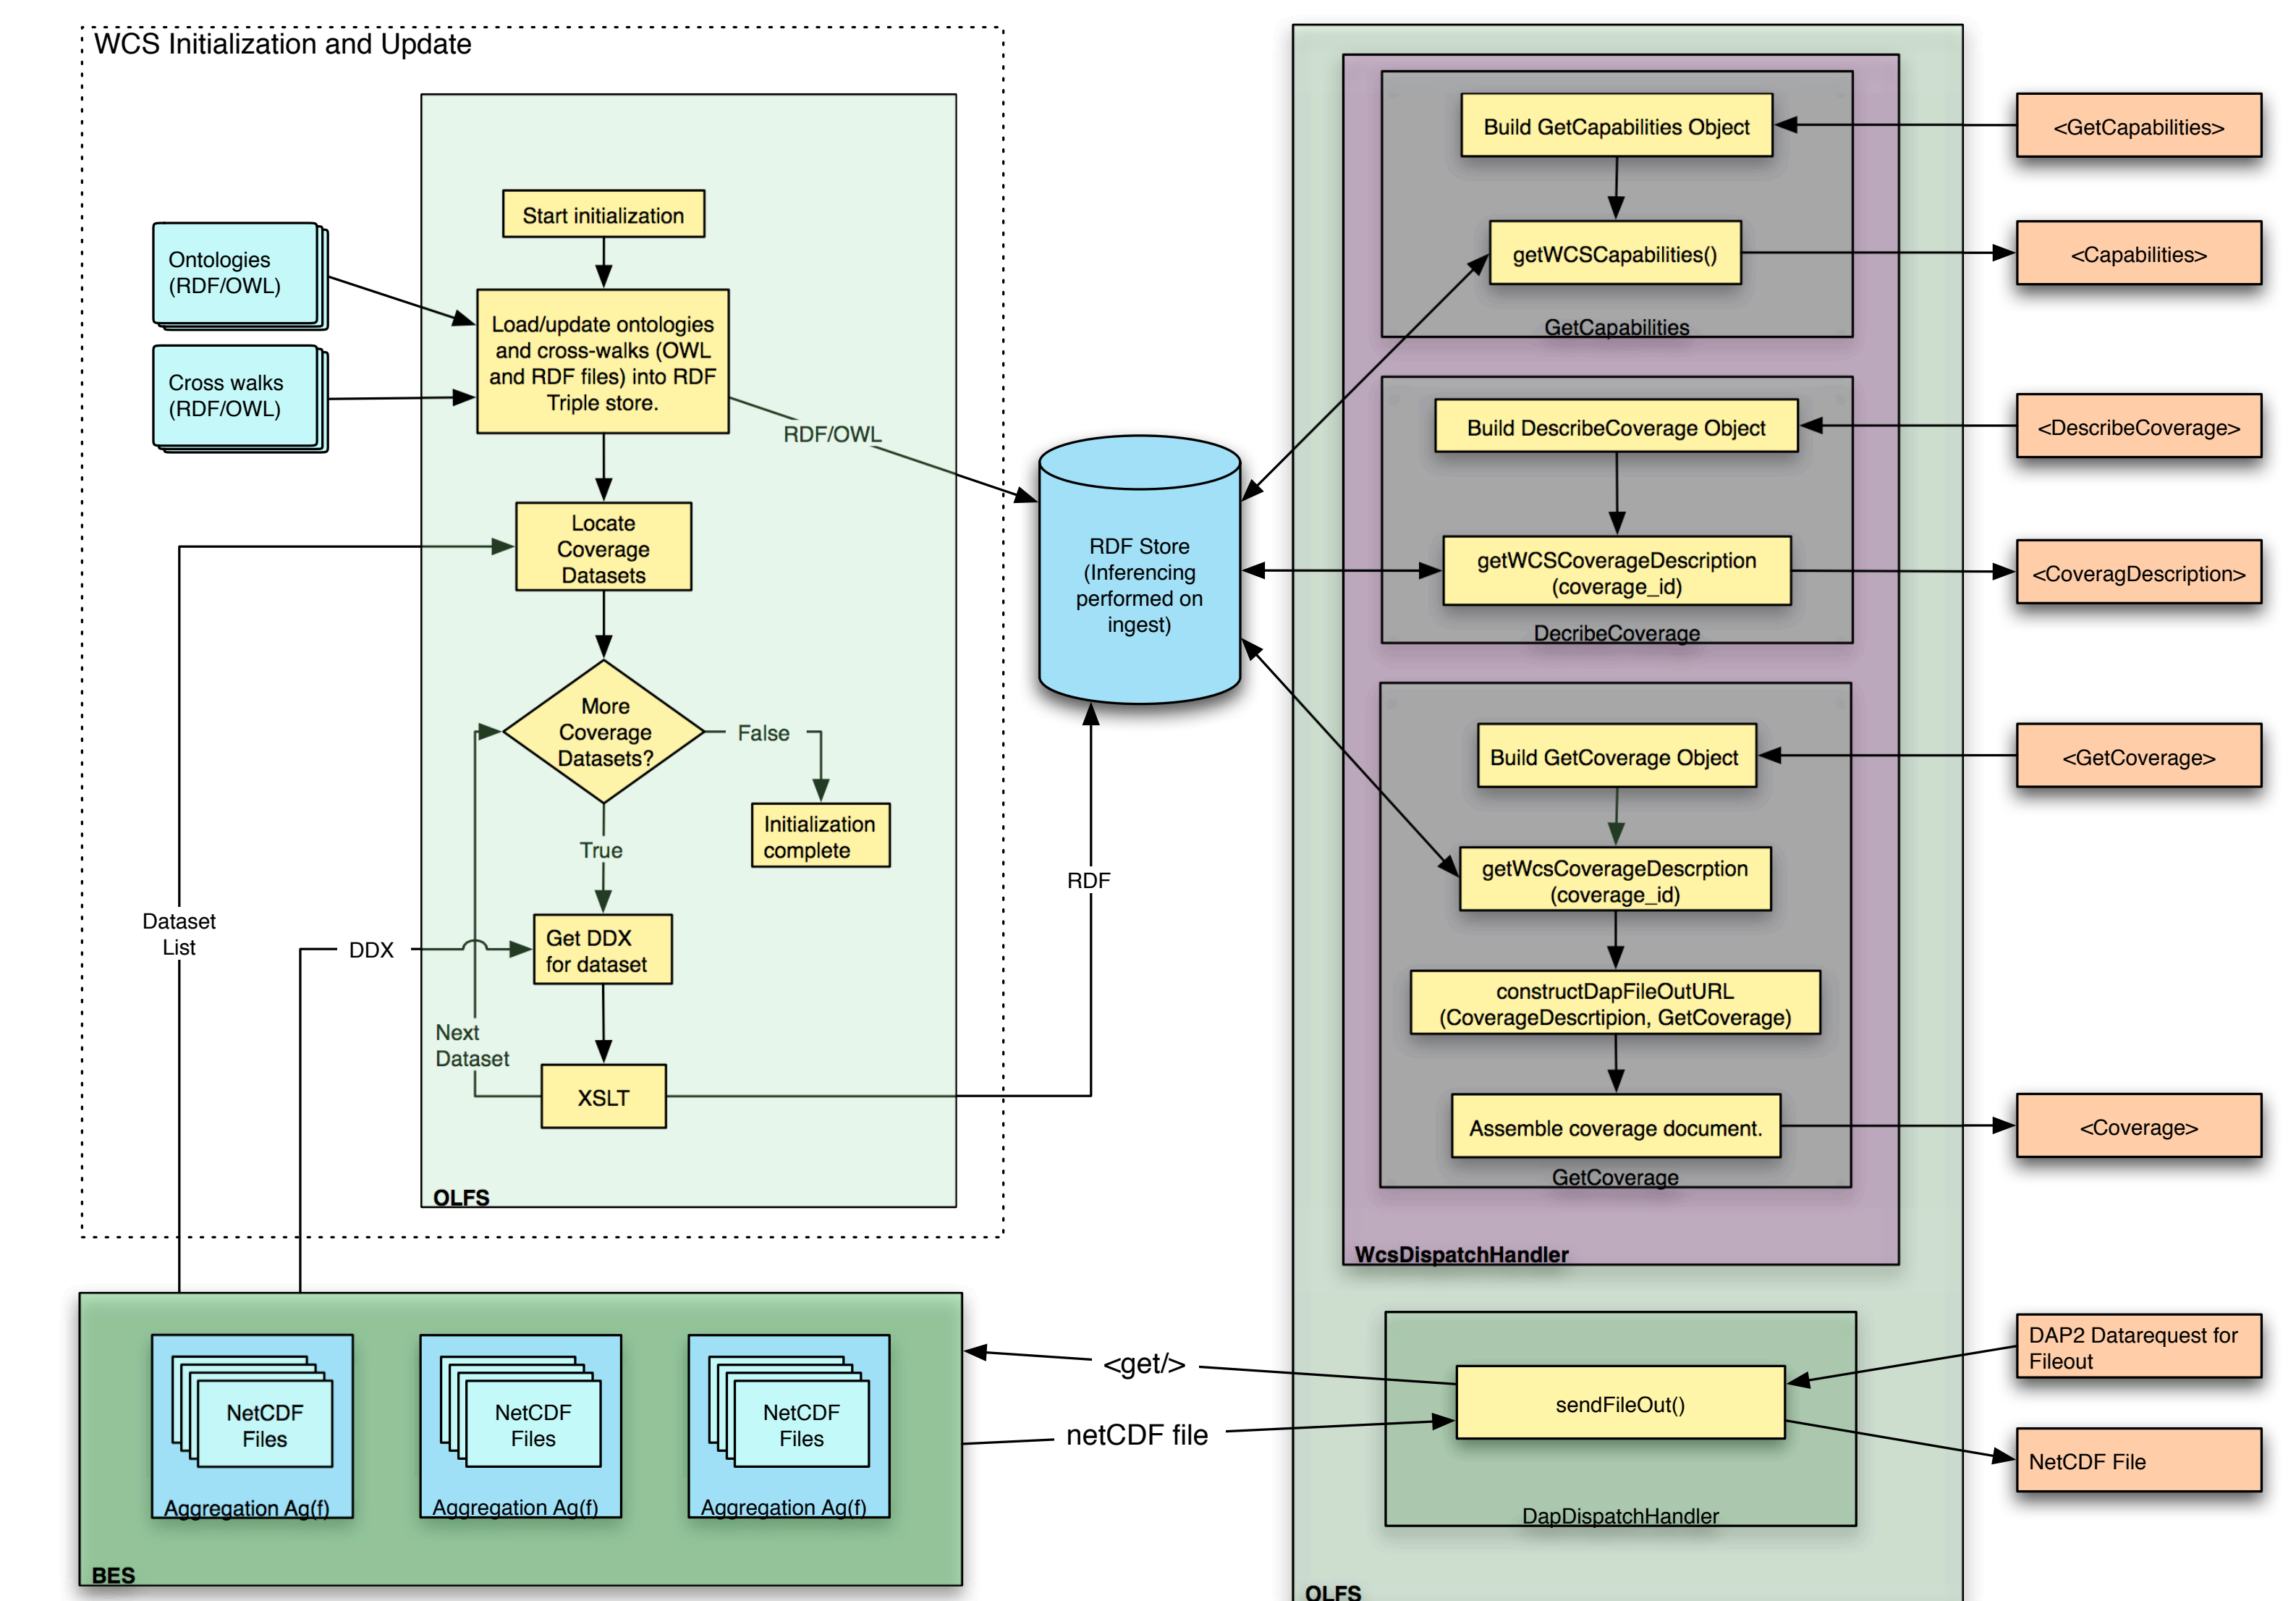 WCS Initialization and Update
Start initialization
Ontologies
(RDF/OWL)
Cross walks
(RDF/OWL)
Load/update ontologies
and cross-walks (OWL
and RDF files) into RDF
Triple store.
RDF/OWL
Locate
Coverage
Datasets
More
Coverage
Datasets?
False
Initialization
complete
True
Dataset
List
DDX
Get DDX
for dataset
Next
Dataset
XSLT
OLFS
RDF
RDF Store
(Inferencing
performed on
ingest)
Build GetCapabilities Object
getWCSCapabilities()
GetCapabilities
Build DescribeCoverage Object
getWCSCoverageDescription
(coverage_id)
DecribeCoverage
Build GetCoverage Object
getWcsCoverageDescrption
(coverage_id)
constructDapFileOutURL
(CoverageDescrtipion, GetCoverage)
Assemble coverage document.
GetCoverage
WcsDispatchHandler
<GetCapabilities>
<Capabilities>
<DescribeCoverage>
<CoveragDescription>
<GetCoverage>
<Coverage>
NetCDF
Files
Aggregation Ag(f)
NetCDF
Files
Aggregation Ag(f)
NetCDF
Files
Aggregation Ag(f)
BES
<get/>
netCDF file
sendFileOut()
DapDispatchHandler
OLFS
DAP2 Datarequest for
Fileout
NetCDF File